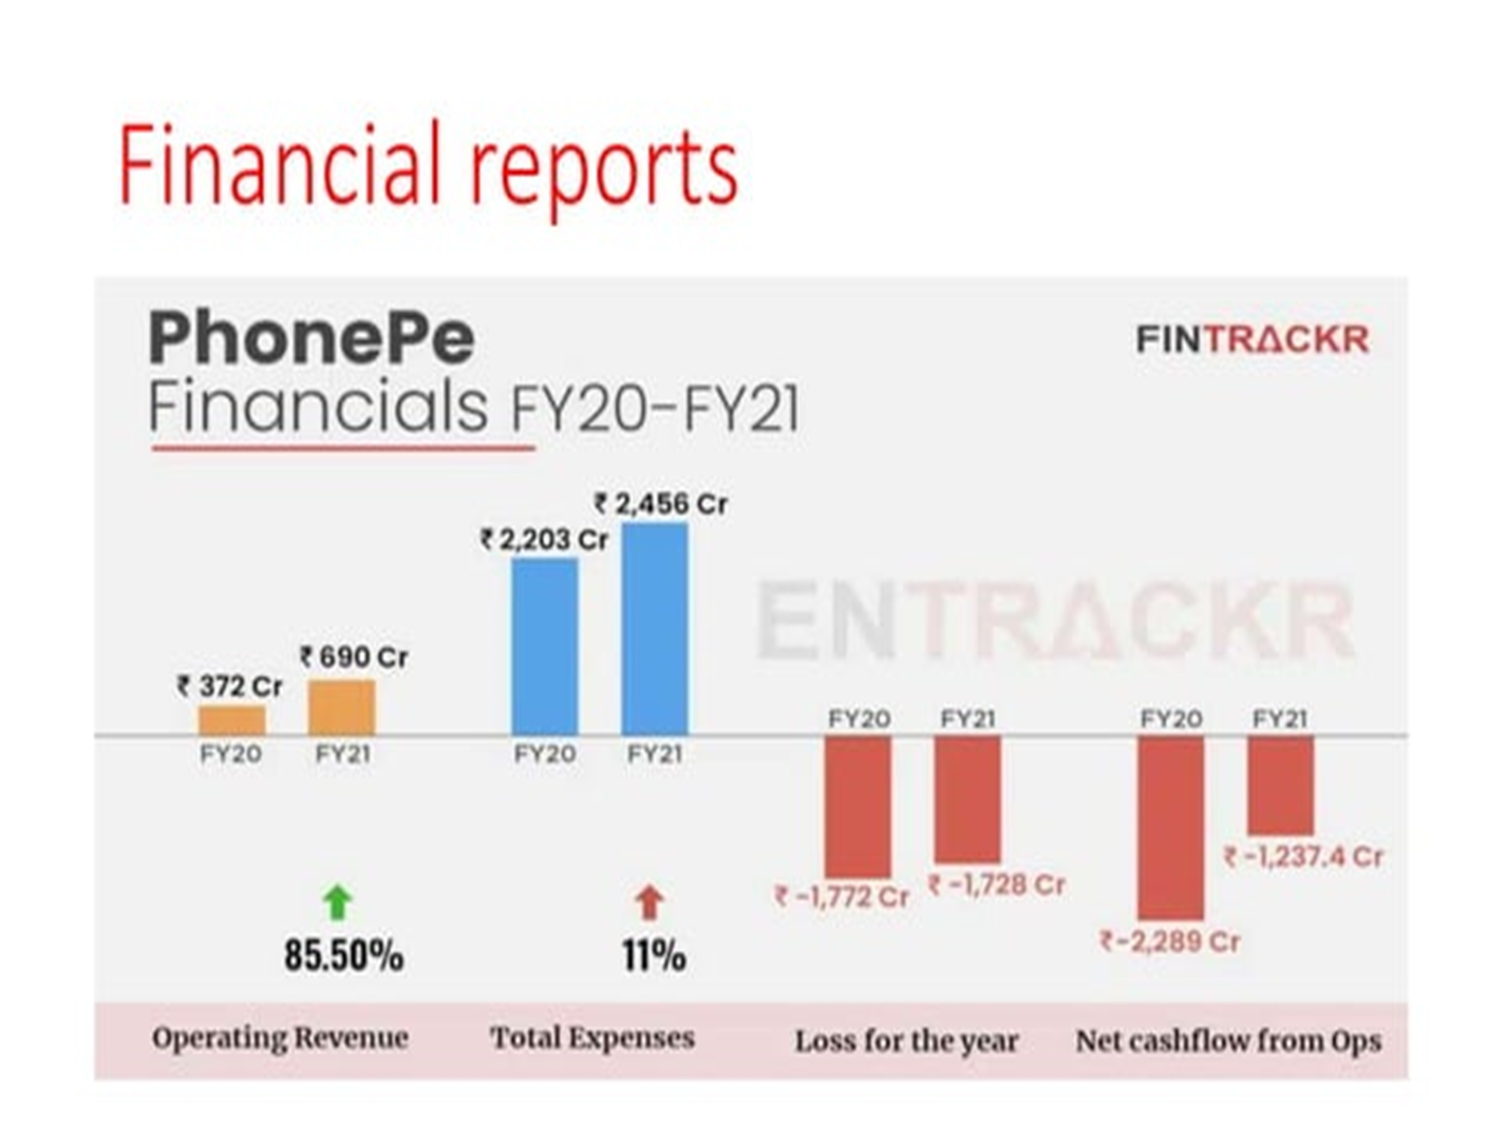 Financial reports
PhonePe
FINTRΔCKR
Financials FY20-FY21
₹ 2,456 Cr
₹ 2,203 Cr
ENTRΔCKR
₹ 690 Cr
₹ 372 Cr
FY20 FY21 FY20 FY21
FY20 FY21 FY20 FY21
₹ -1,772 Cr ₹ -1,728 Cr ₹-2,289 Cr ₹ -1,237.4 Cr
85.50% 11%
Operating Revenue Total Expenses Loss for the year Net cashflow from Ops